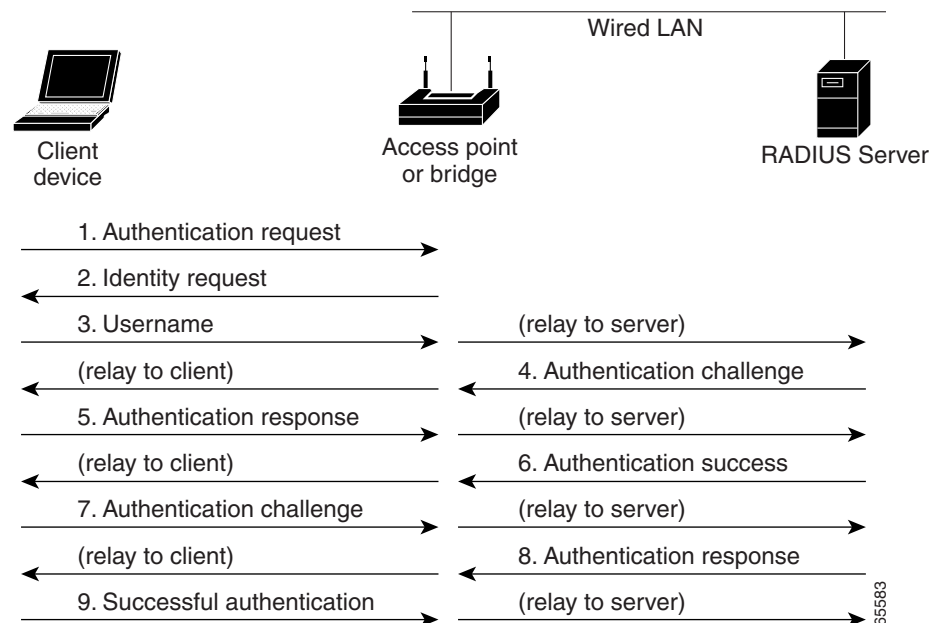 Wired LAN
Client
device
Access point
or bridge
RADIUS Server
1. Authentication request
2. Identity request
3. Username
(relay to server)
(relay to client)
4. Authentication challenge
5. Authentication response
(relay to server)
(relay to client)
6. Authentication success
7. Authentication challenge
(relay to server)
(relay to client)
8. Authentication response
9. Successful authentication
(relay to server)
65583